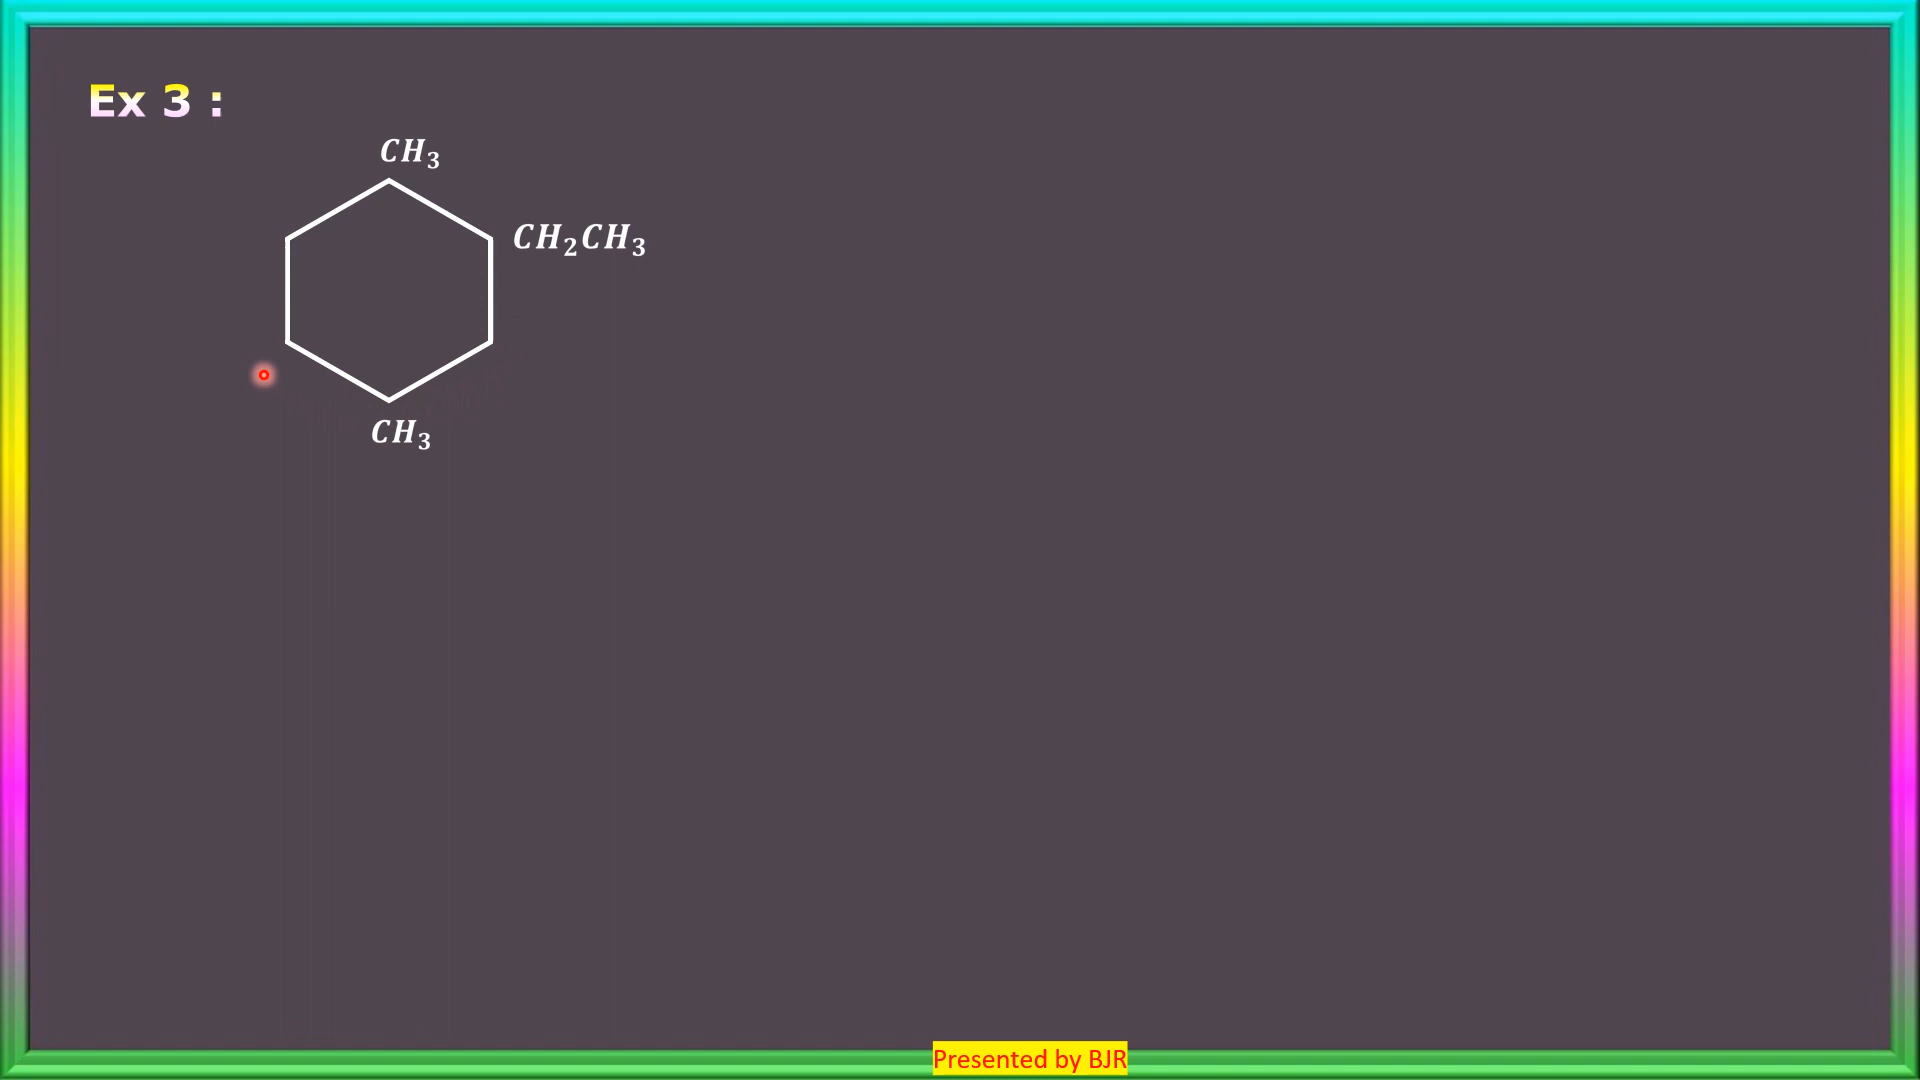 Ex 3 :
CH₃
CH₂CH₃
CH₃
Presented by BJR